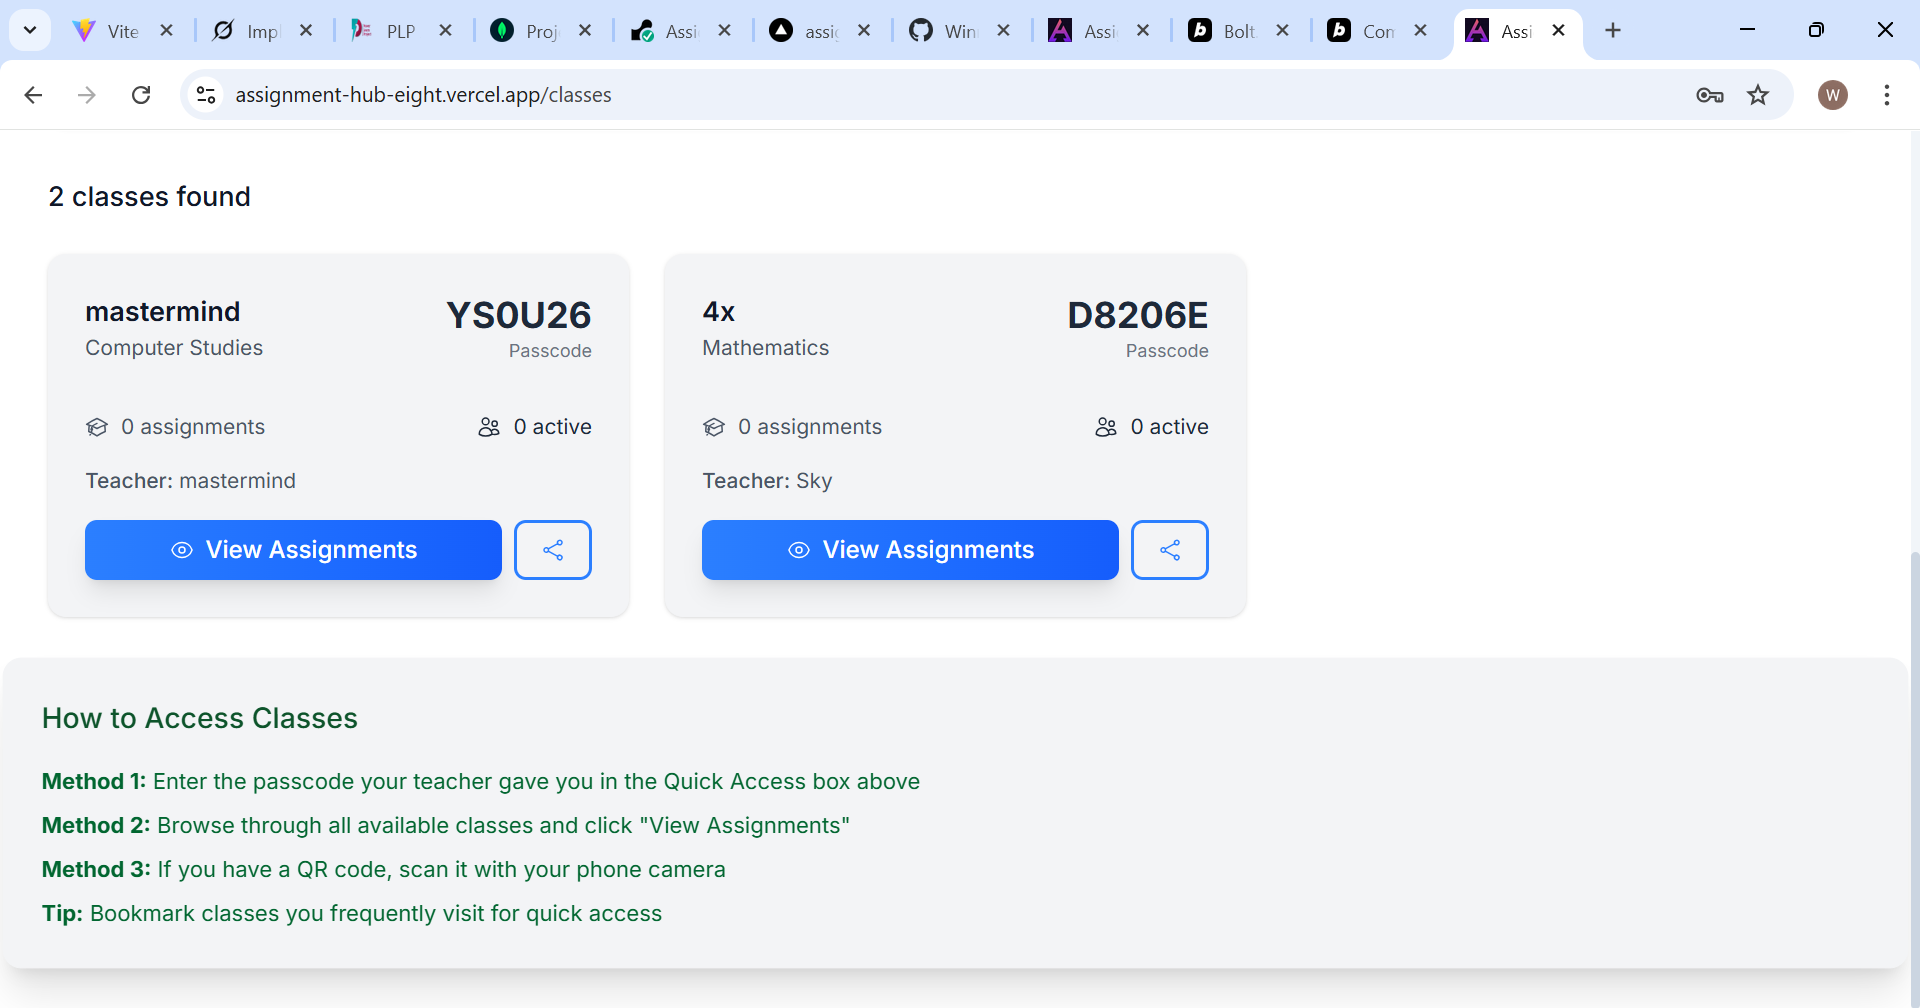 Vite
Imp
PLP
Proj
Assi
assig
Win
Assi
Bolt
Com
Assi
assignment-hub-eight.vercel.app/classes
W
2 classes found
mastermind
YS0U26
Computer Studies
Passcode
0 assignments
0 active
Teacher: mastermind
View Assignments
4x
D8206E
Mathematics
Passcode
0 assignments
0 active
Teacher: Sky
View Assignments
How to Access Classes
Method 1: Enter the passcode your teacher gave you in the Quick Access box above
Method 2: Browse through all available classes and click "View Assignments"
Method 3: If you have a QR code, scan it with your phone camera
Tip: Bookmark classes you frequently visit for quick access